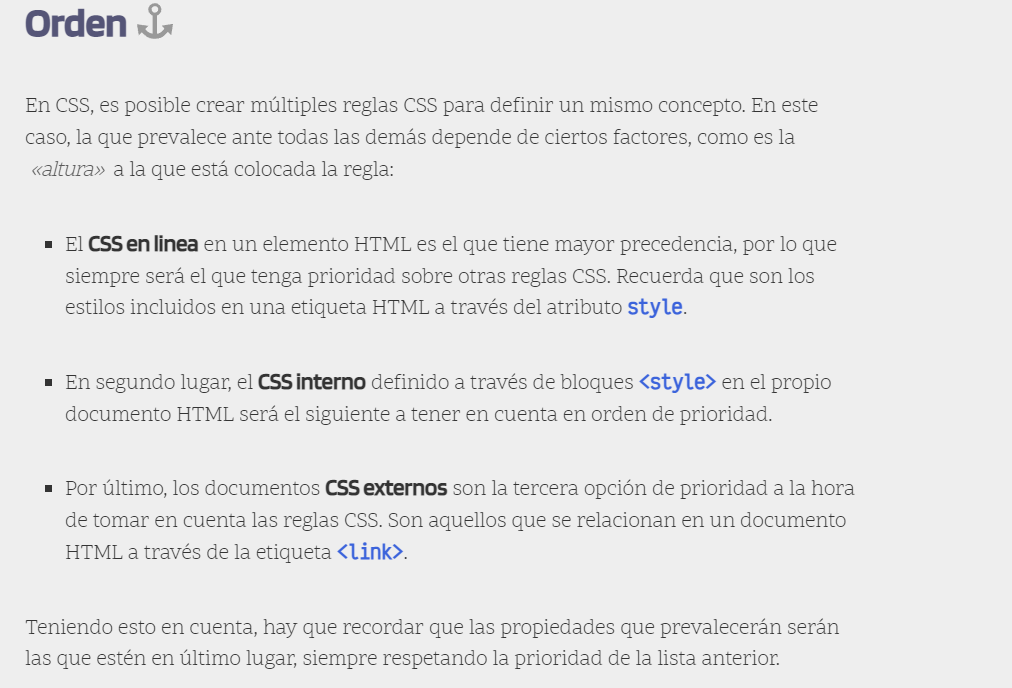 Orden
En CSS, es posible crear múltiples reglas CSS para definir un mismo concepto. En este
caso, la que prevalece ante todas las demás depende de ciertos factores, como es la
«altura» a la que está colocada la regla:
El CSS en linea en un elemento HTML es el que tiene mayor precedencia, por lo que
siempre será el que tenga prioridad sobre otras reglas CSS. Recuerda que son los
estilos incluidos en una etiqueta HTML a través del atributo style.
En segundo lugar, el CSS interno definido a través de bloques <style> en el propio
documento HTML será el siguiente a tener en cuenta en orden de prioridad.
Por último, los documentos CSS externos son la tercera opción de prioridad a la hora
de tomar en cuenta las reglas CSS. Son aquellos que se relacionan en un documento
HTML a través de la etiqueta <link>.
Teniendo esto en cuenta, hay que recordar que las propiedades que prevalecerán serán
las que estén en último lugar, siempre respetando la prioridad de la lista anterior.